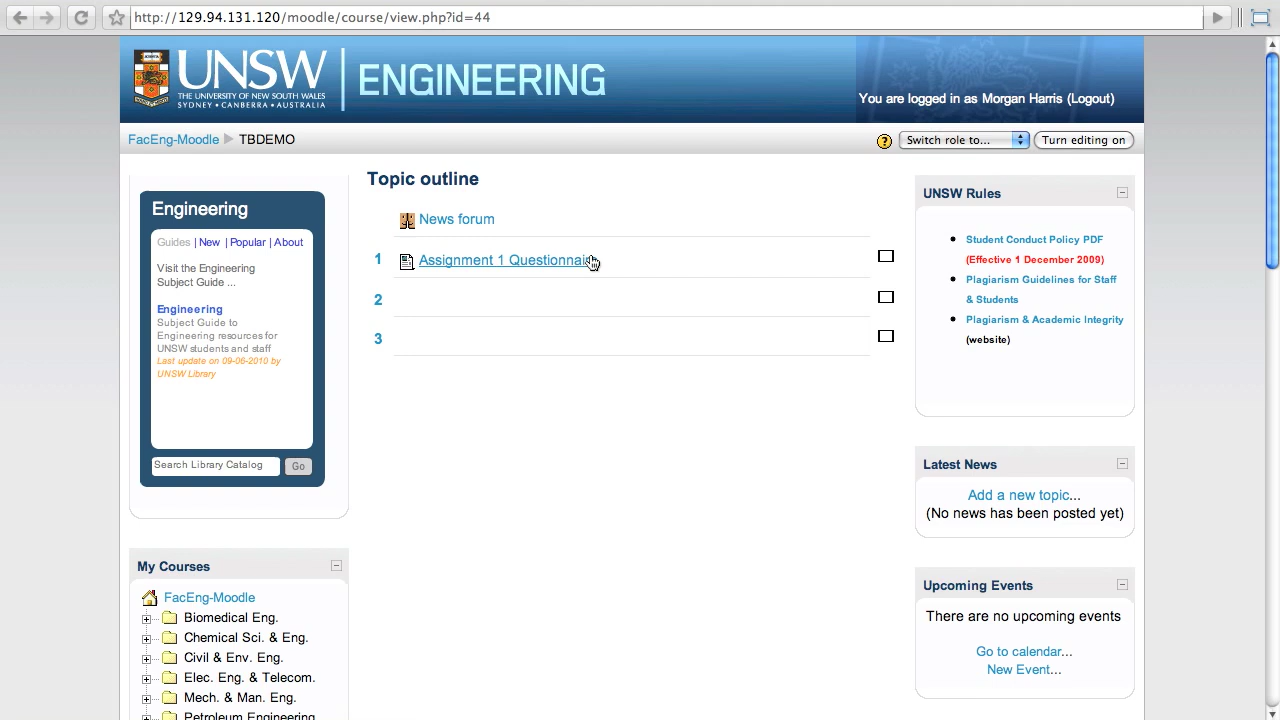 http://129.94.131.120/moodle/course/view.php?id=44
UNSW
THE UNIVERSITY OF NEW SOUTH WALES
SYDNEY • CANBERRA • AUSTRALIA
ENGINEERING
You are logged in as Morgan Harris (Logout)
FacEng-Moodle
TBDEMO
?
Switch role to...
Turn editing on
Engineering
Guides | New | Popular | About
Visit the Engineering
Subject Guide ...
Engineering
Subject Guide to
Engineering resources for
UNSW students and staff
Last update on 09-06-2010 by
UNSW Library
Search Library Catalog
Go
My Courses
FacEng-Moodle
Biomedical Eng.
Chemical Sci. & Eng.
Civil & Env. Eng.
Elec. Eng. & Telecom.
Mech. & Man. Eng.
Petroleum Engineering
Topic outline
News forum
1 Assignment 1 Questionnai
2
3
UNSW Rules
Student Conduct Policy PDF
(Effective 1 December 2009)
Plagiarism Guidelines for Staff
& Students
Plagiarism & Academic Integrity
(website)
Latest News
Add a new topic...
(No news has been posted yet)
Upcoming Events
There are no upcoming events
Go to calendar...
New Event...